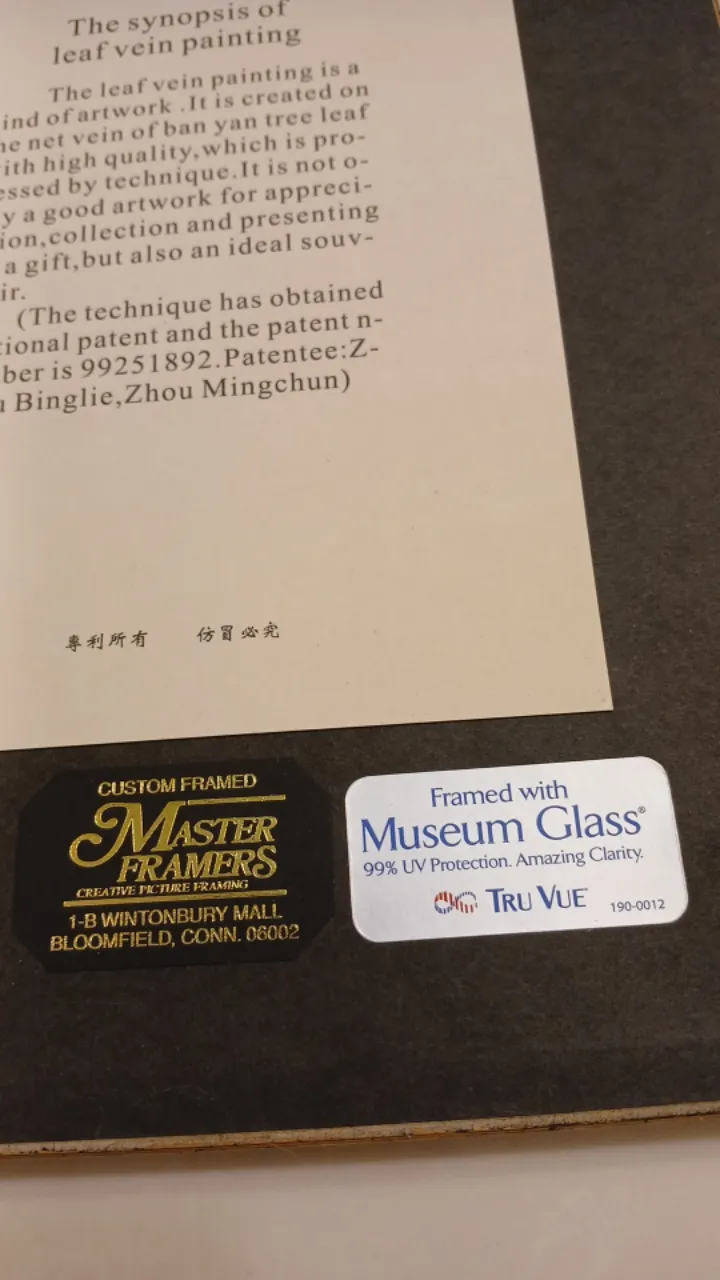 The synopsis of
leaf vein painting
The leaf vein painting is a
ind of artwork .It is created on
he net vein of ban yan tree leaf
ith high quality,which is pro-
essed by technique.It is not o-
y a good artwork for appreci-
ion,collection and presenting
a gift,but also an ideal souv-
ir.
(The technique has obtained
tional patent and the patent n-
ber is 99251892.Patentee:Z-
u Binglie,Zhou Mingchun)
專利所有 仿冒必究
CUSTOM FRAMED
MASTER
FRAMERS
CREATIVE PICTURE FRAMING
1-B WINTONBURY MALL
BLOOMFIELD, CONN. 06002
Framed with
Museum Glass®
99% UV Protection. Amazing Clarity.
TRU VUE™ 190-0012